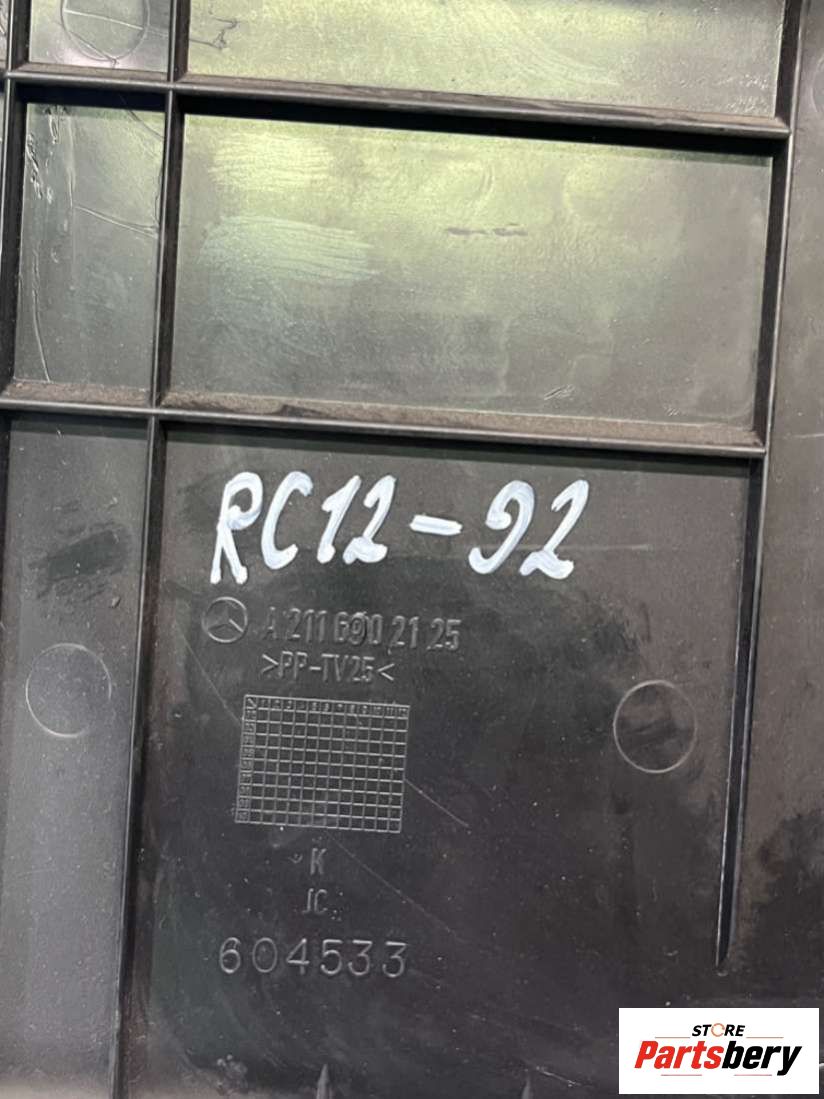 RC12-92
A 211 690 21 25
>PP-TV25<
K
JC
604533
STORE
Partsbery